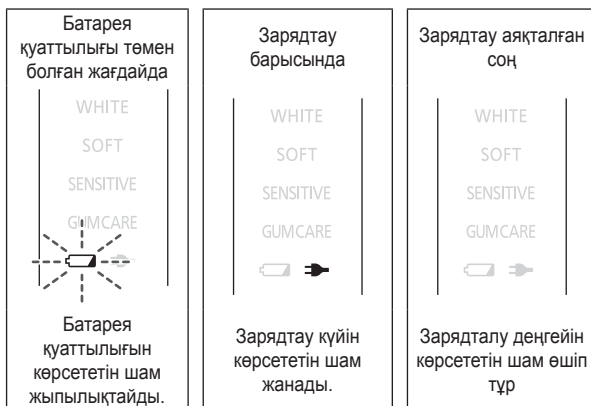 Батарея
қуаттылығы төмен
болған жағдайда
WHITE
SOFT
SENSITIVE
GUMCARE
Батарея
қуаттылығын
көрсететін шам
жыпылықтайды.
Зарядтау
барысында
WHITE
SOFT
SENSITIVE
GUMCARE
Зарядтау күйін
көрсететін шам
жанады.
Зарядтау аяқталған
соң
WHITE
SOFT
SENSITIVE
GUMCARE
Зарядталу деңгейін
көрсететін шам өшіп
тұр